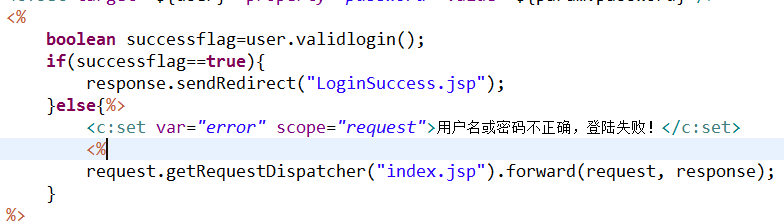 <%
boolean successflag=user.validlogin();
if(successflag==true){
response.sendRedirect("LoginSuccess.jsp");
}else{%>
<c:set var="error" scope="request">用户名或密码不正确，登陆失败！</c:set>
<%
request.getRequestDispatcher("index.jsp").forward(request, response);
}
%>